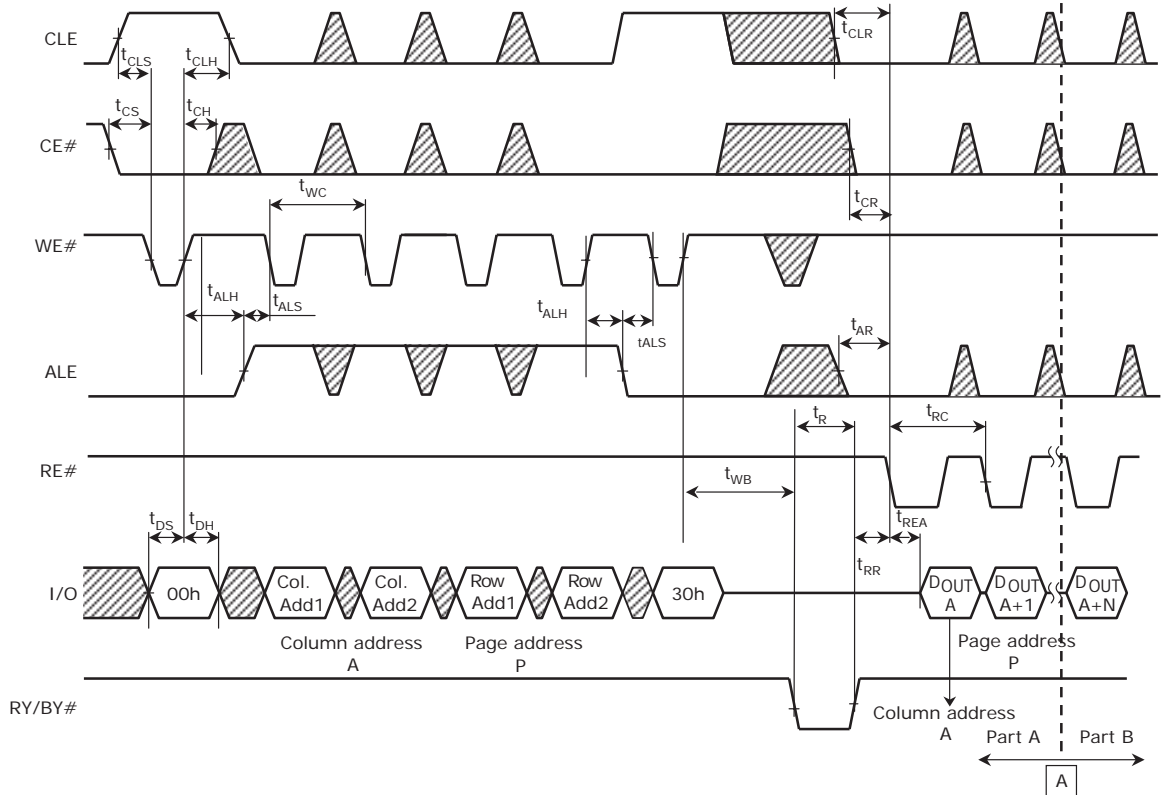 CLE
tCLS
tCLH
tCLR
tCS
tCH
CE#
tWC
tCR
WE#
tALH
tALS
tALH
tALS
tAR
ALE
tR
tRC
RE#
tWB
tDS
tDH
tREA
tRR
I/O
00h
Col.
Add1
Col.
Add2
Row
Add1
Row
Add2
30h
DOUT
A
DOUT
A+1
DOUT
A+N
Column address
A
Page address
P
Page address
P
RY/BY#
Column address
A
Part A
Part B
A